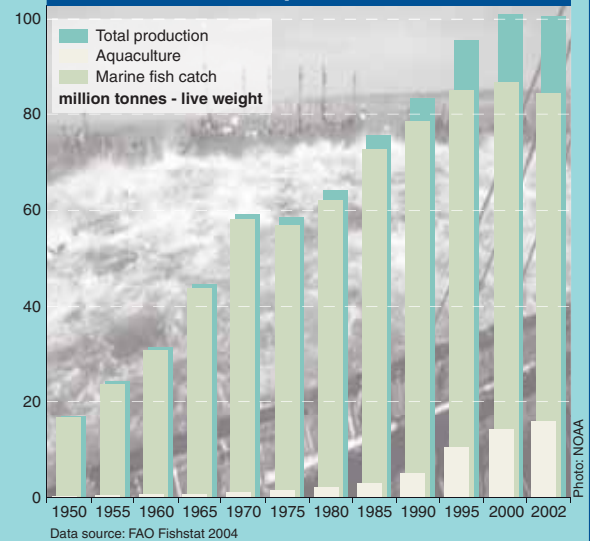 100
80
60
40
20
0
Total production
Aquaculture
Marine fish catch
million tonnes - live weight
1950 1955 1960 1965 1970 1975 1980 1985 1990 1995 2000 2002
Data source: FAO Fishstat 2004
Photo: NOAA